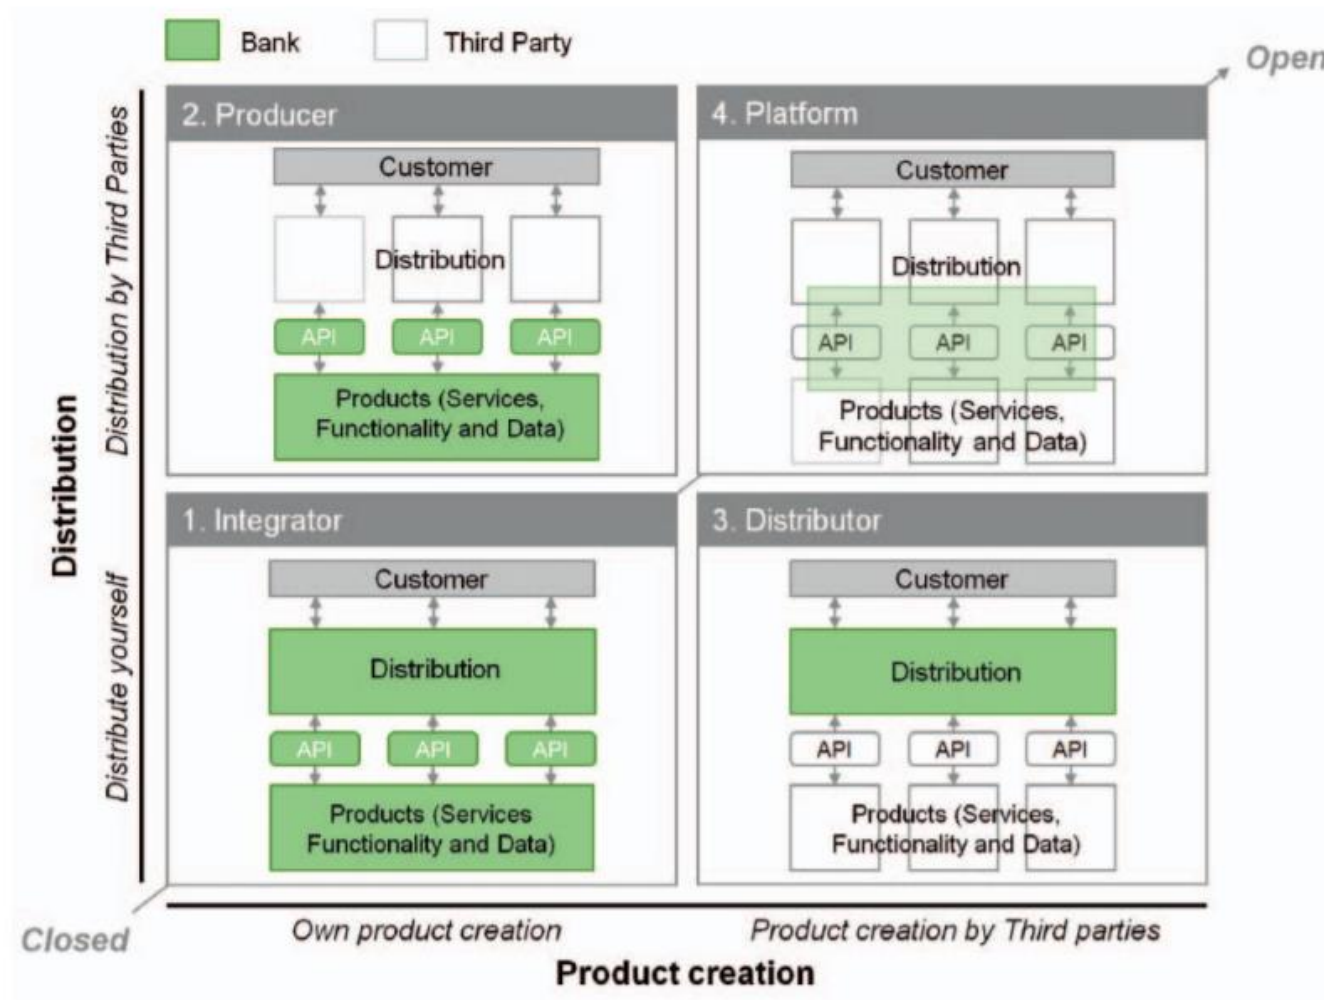 Bank
Third Party
Open
Distribution
Distribution by Third Parties
Distribute yourself
2. Producer
Customer
Distribution
API
API
API
Products (Services,
Functionality and Data)
4. Platform
Customer
Distribution
API
API
API
Products (Services,
Functionality and Data)
1. Integrator
Customer
Distribution
API
API
API
Products (Services
Functionality and Data)
3. Distributor
Customer
Distribution
API
API
API
Products (Services,
Functionality and Data)
Closed
Own product creation
Product creation by Third parties
Product creation